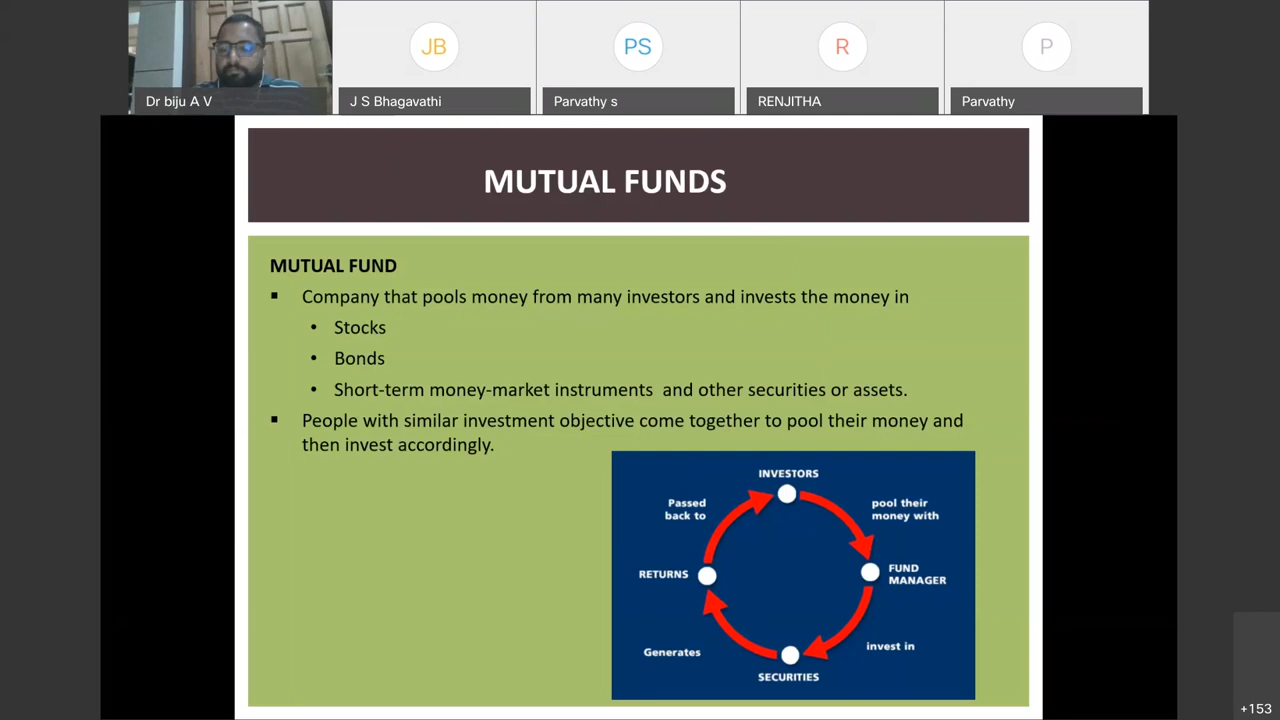 JB
PS
R
P
Dr biju A V
J S Bhagavathi
Parvathy s
RENJITHA
Parvathy
MUTUAL FUNDS
MUTUAL FUND
▪ Company that pools money from many investors and invests the money in
• Stocks
• Bonds
• Short-term money-market instruments and other securities or assets.
▪ People with similar investment objective come together to pool their money and
then invest accordingly.
INVESTORS
Passed
back to
pool their
money with
RETURNS
FUND
MANAGER
Generates
invest in
SECURITIES
+153